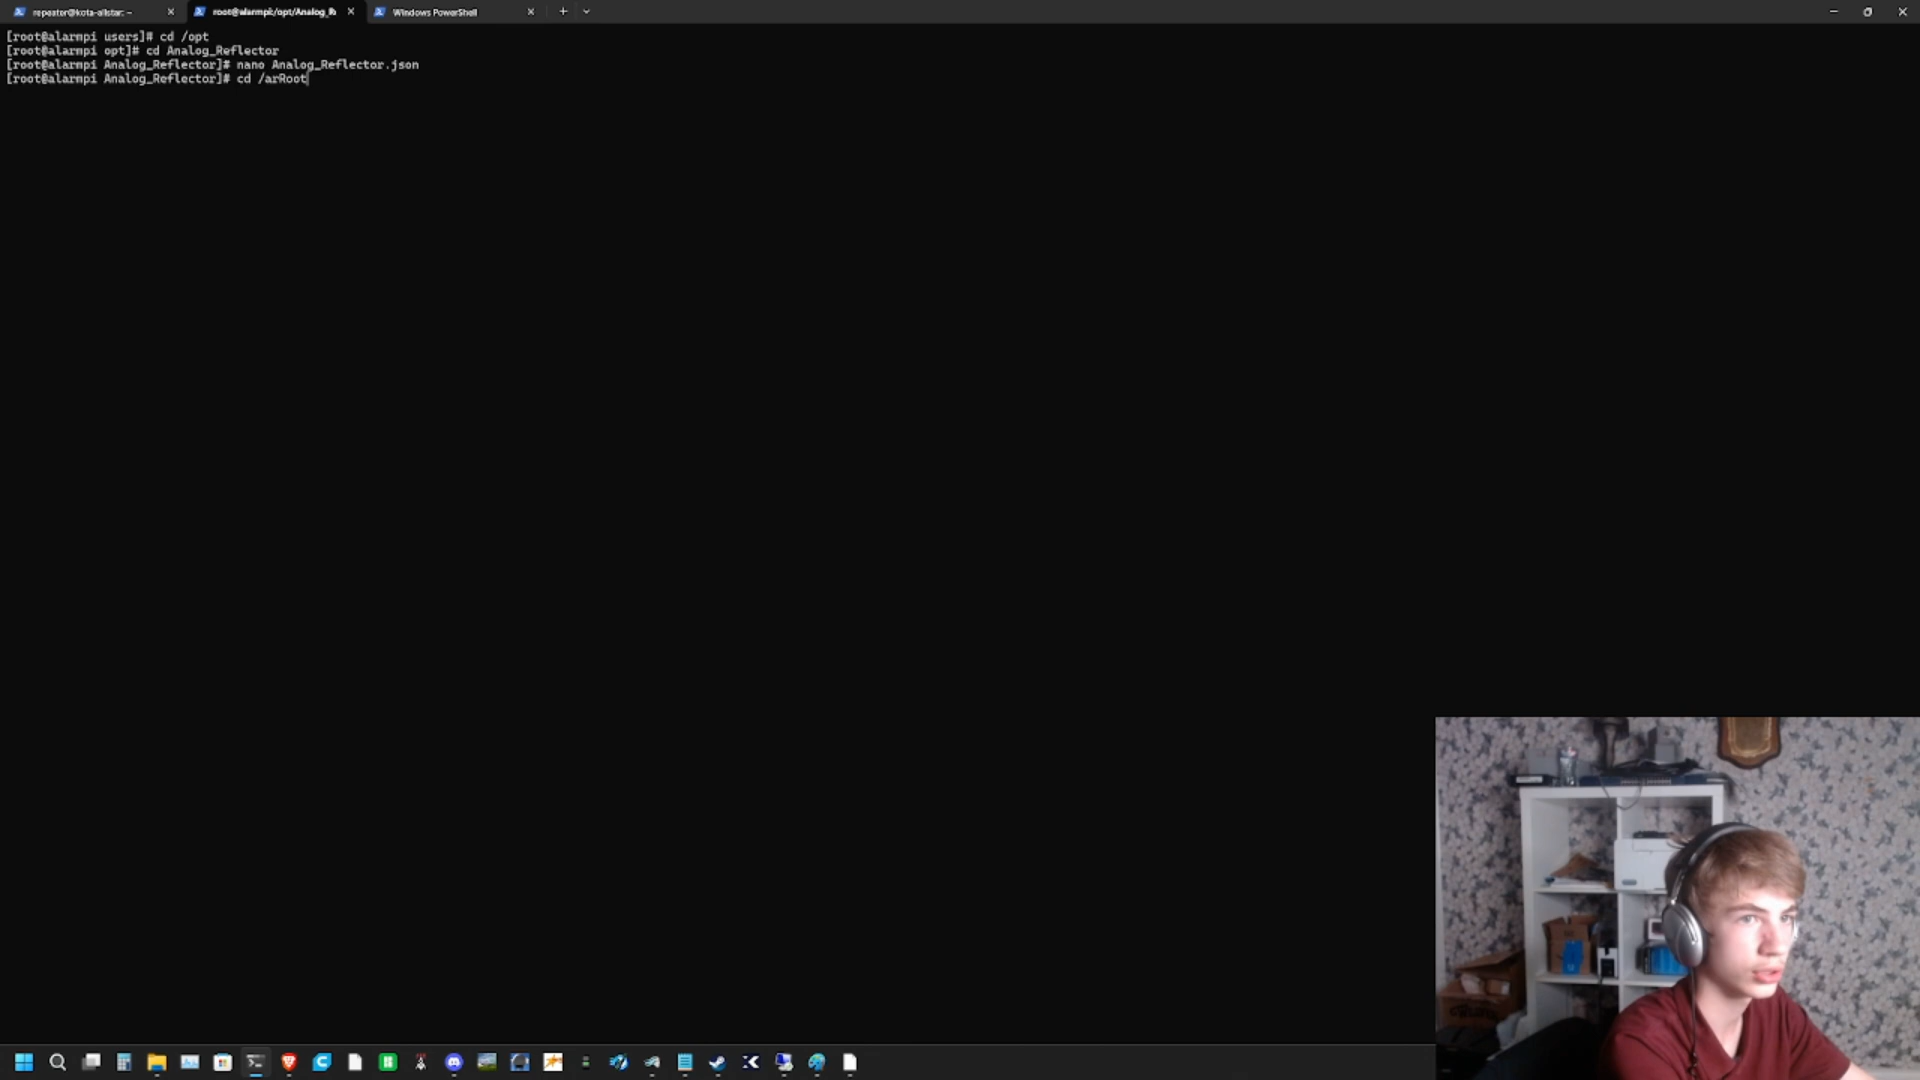 repeater@kota-allstar: ~
root@alarmpi:/opt/Analog_R
Windows PowerShell
[root@alarmpi users]# cd /opt
[root@alarmpi opt]# cd Analog_Reflector
[root@alarmpi Analog_Reflector]# nano Analog_Reflector.json
[root@alarmpi Analog_Reflector]# cd /arRoot